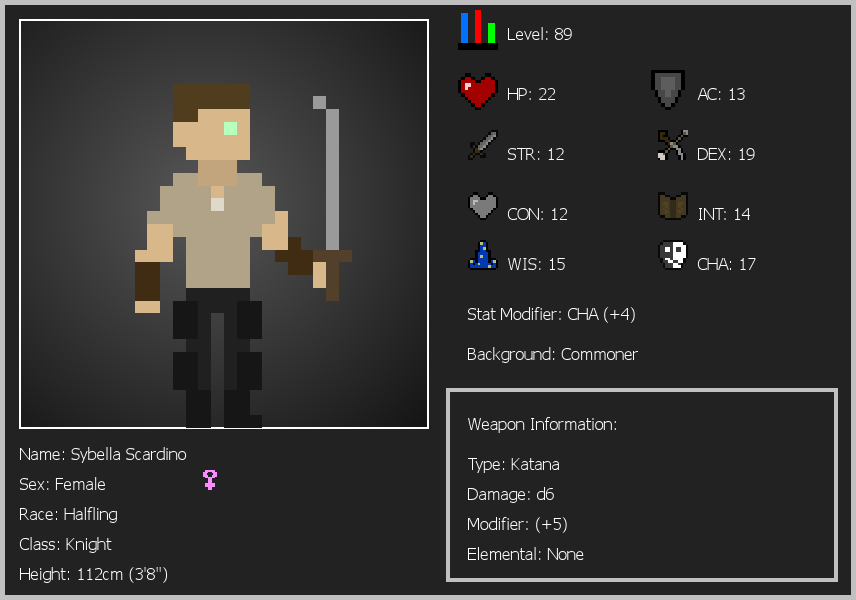 Level: 89
HP: 22
AC: 13
STR: 12
DEX: 19
CON: 12
INT: 14
WIS: 15
CHA: 17
Stat Modifier: CHA (+4)
Background: Commoner
Weapon Information:
Type: Katana
Damage: d6
Modifier: (+5)
Elemental: None
Name: Sybella Scardino
Sex: Female
Race: Halfling
Class: Knight
Height: 112cm (3'8")